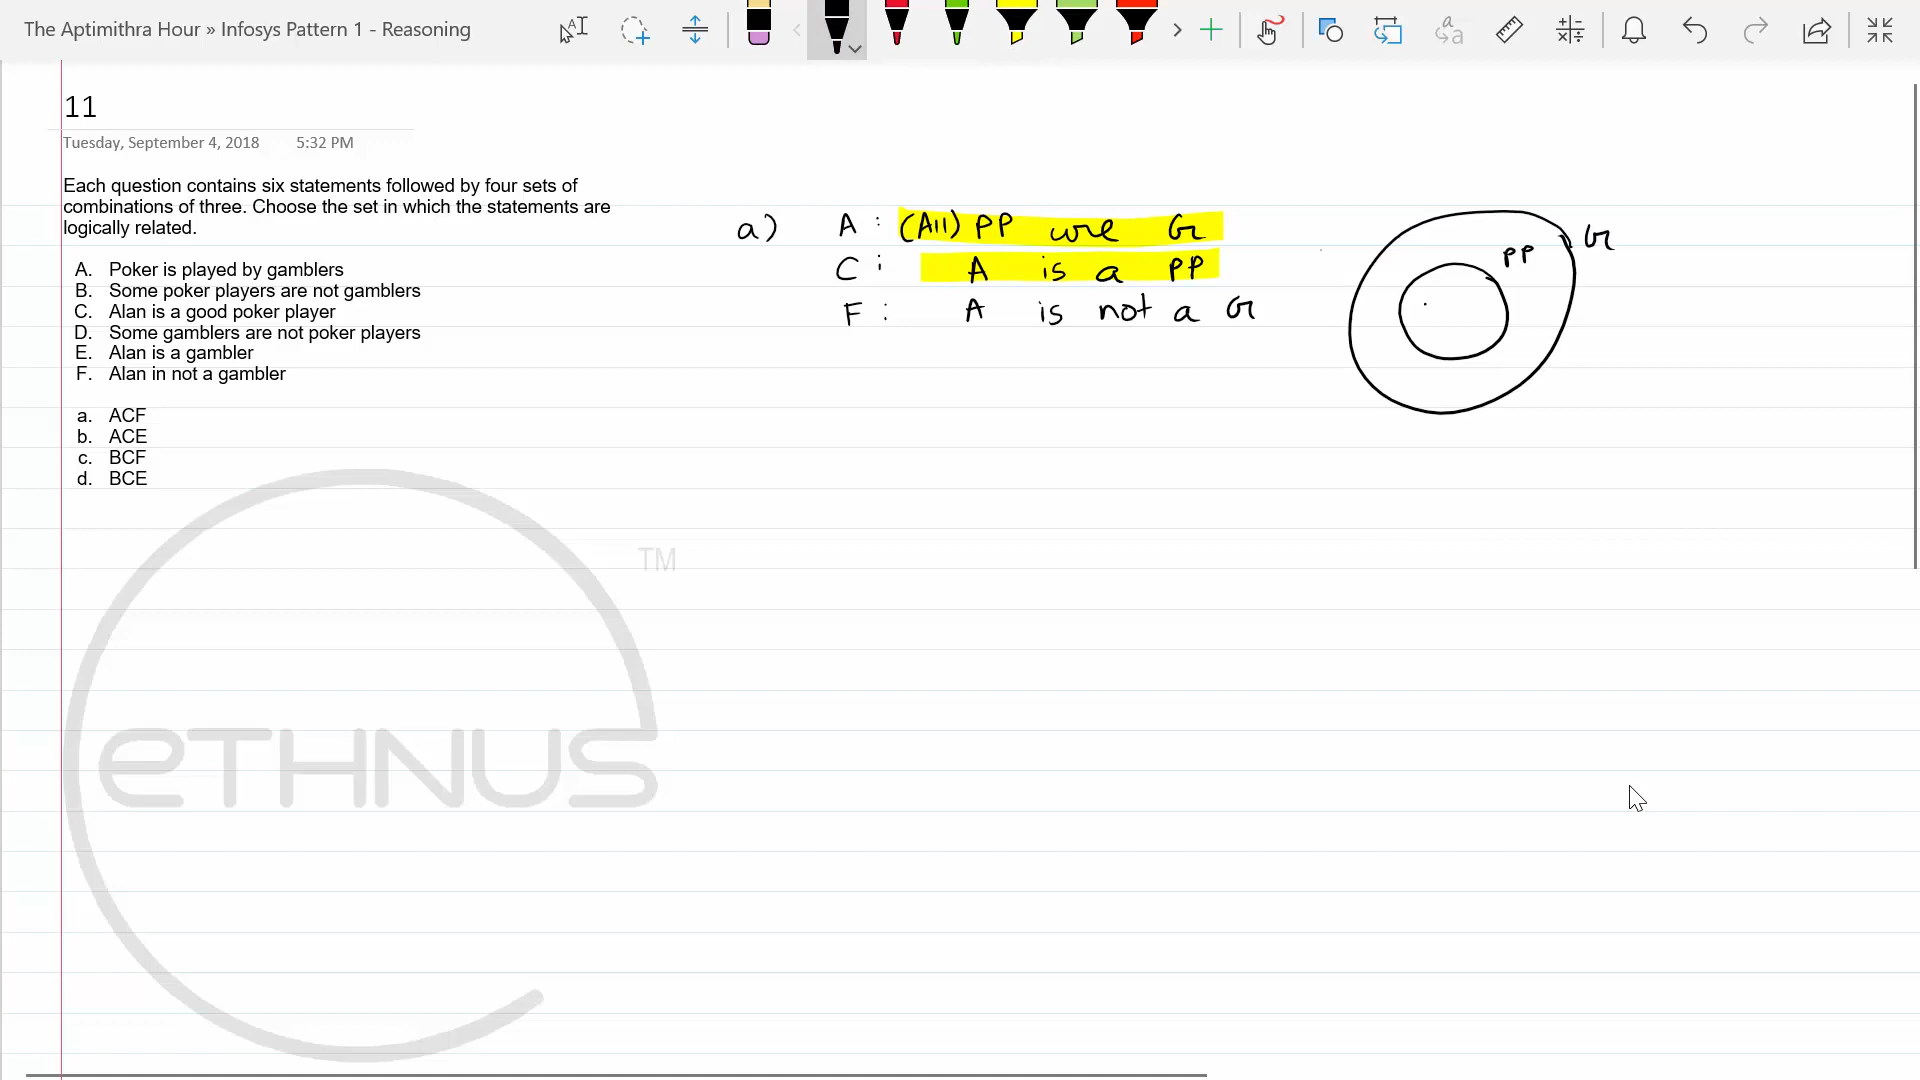 The Aptimithra Hour » Infosys Pattern 1 - Reasoning
11
Tuesday, September 4, 2018 5:32 PM
Each question contains six statements followed by four sets of
combinations of three. Choose the set in which the statements are
logically related.
A. Poker is played by gamblers
B. Some poker players are not gamblers
C. Alan is a good poker player
D. Some gamblers are not poker players
E. Alan is a gambler
F. Alan in not a gambler
a. ACF
b. ACE
c. BCF
d. BCE
a) A : (All) PP are G
C : A is a PP
F : A is not a G
PP G
TM
eTHNUS